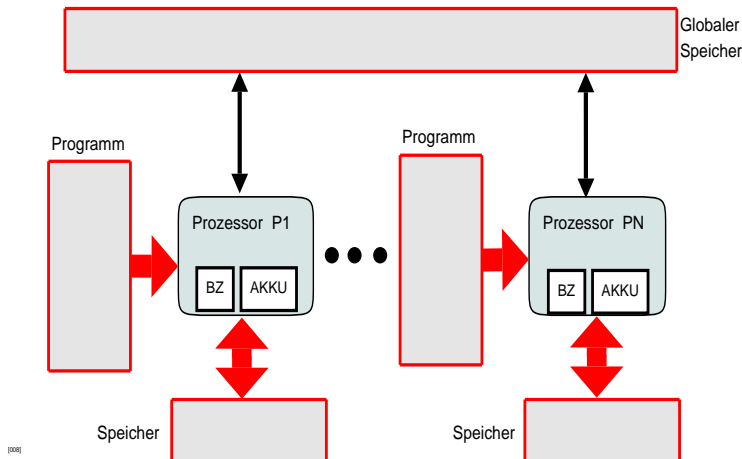 Globaler
Speicher
Programm
Programm
Prozessor P1
Prozessor PN
BZ
AKKU
BZ
AKKU
Speicher
Speicher
[008]